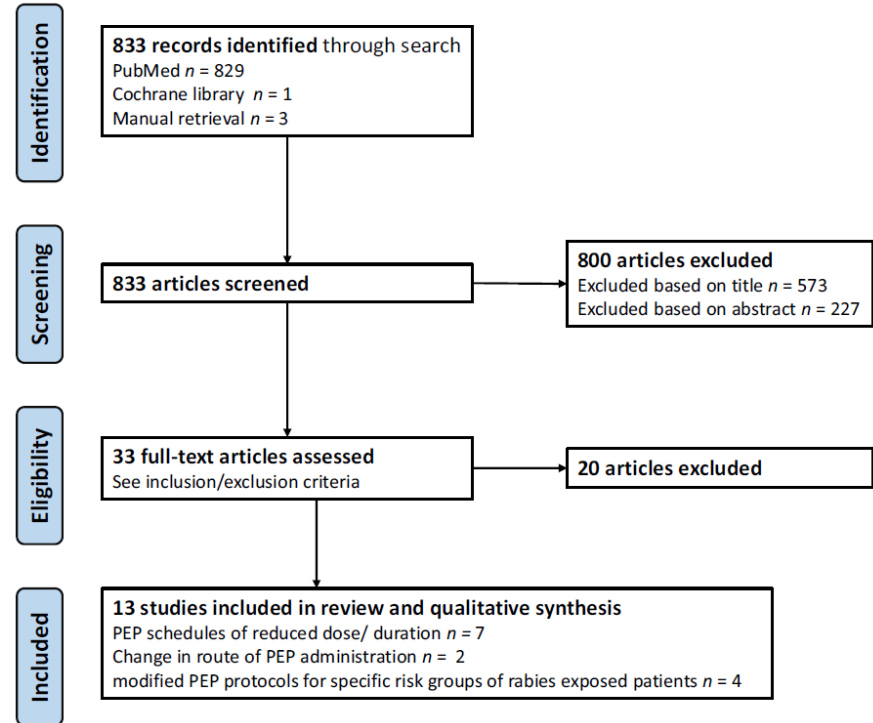 Identification
833 records identified through search
PubMed n = 829
Cochrane library n = 1
Manual retrieval n = 3
Screening
833 articles screened
800 articles excluded
Excluded based on title n = 573
Excluded based on abstract n = 227
Eligibility
33 full-text articles assessed
See inclusion/exclusion criteria
20 articles excluded
Included
13 studies included in review and qualitative synthesis
PEP schedules of reduced dose/ duration n = 7
Change in route of PEP administration n = 2
modified PEP protocols for specific risk groups of rabies exposed patients n = 4